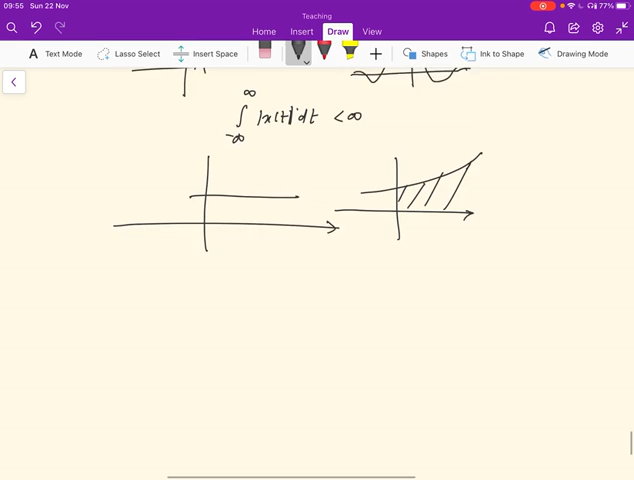 09:55 Sun 22 Nov 77%
Teaching
Home Insert Draw View
A Text Mode Lasso Select Insert Space Shapes Ink to Shape Drawing Mode
∞
∫ |x(t)| dt < ∞
-∞